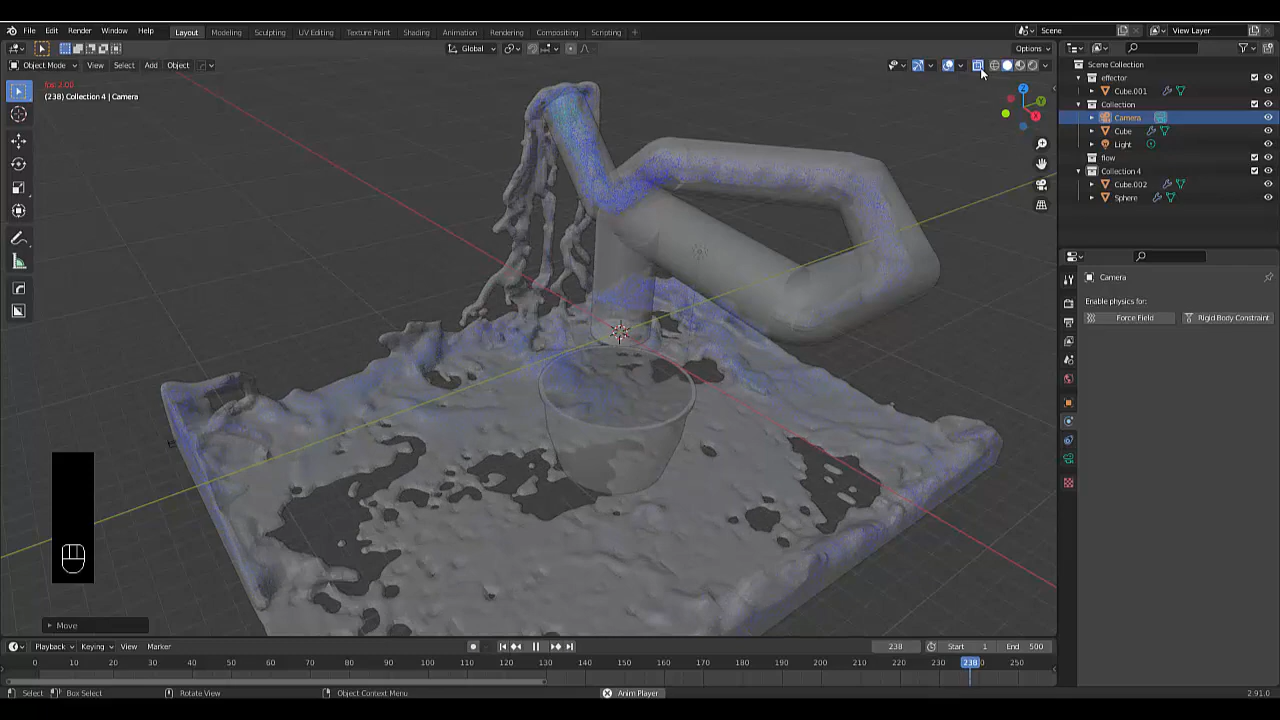 File Edit Render Window Help Layout Modeling Sculpting UV Editing Texture Paint Shading Animation Rendering Compositing Scripting + Scene View Layer
Global Options
Object Mode View Select Add Object
fps: 2.00
(238) Collection 4 | Camera
Scene Collection
effector
Cube.001
Collection
Camera
Cube
Light
flow
Collection 4
Cube.002
Sphere
Camera
Enable physics for:
Force Field Rigid Body Constraint
Move
Playback Keying View Marker 238 Start 1 End 500
0 10 20 30 40 50 60 70 80 90 100 110 120 130 140 150 160 170 180 190 200 210 220 230 238 250
Select Box Select Rotate View Object Context Menu Anim Player 2.91.0